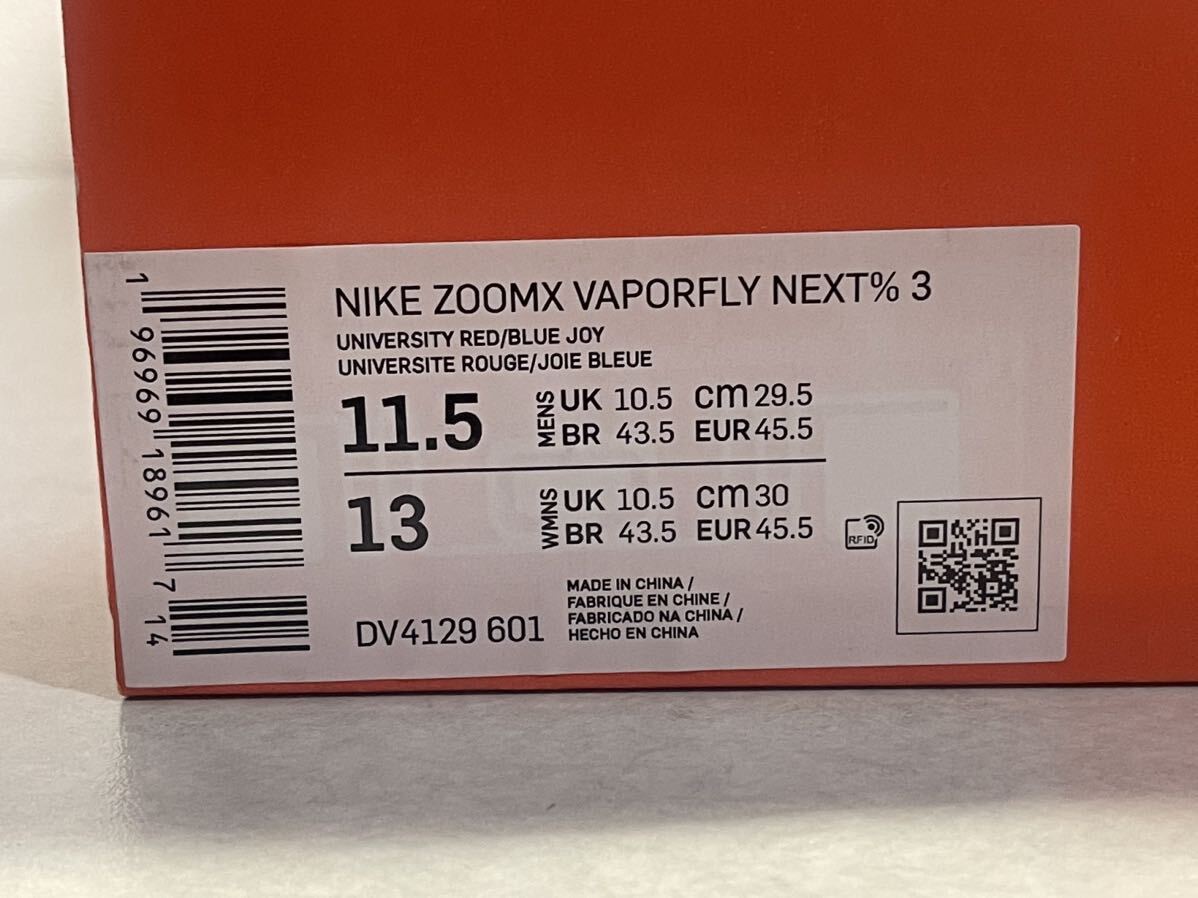 NIKE ZOOMX VAPORFLY NEXT% 3
UNIVERSITY RED/BLUE JOY
UNIVERSITE ROUGE/JOIE BLEUE
11.5 MENS UK 10.5 CM 29.5
BR 43.5 EUR 45.5
13 WMNS UK 10.5 CM 30
BR 43.5 EUR 45.5
RFID
DV4129 601
MADE IN CHINA /
FABRIQUE EN CHINE /
FABRICADO NA CHINA /
HECHO EN CHINA
1 96969 18961 7 14